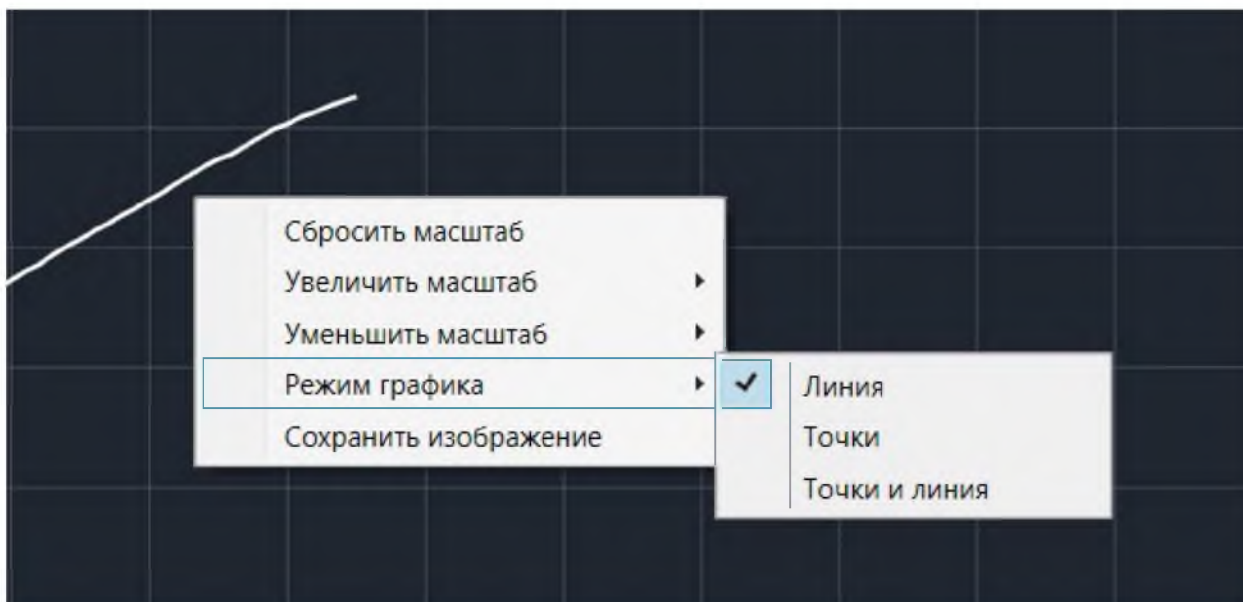 Сбросить масштаб
Увеличить масштаб
Уменьшить масштаб
Режим графика
Сохранить изображение
Линия
Точки
Точки и линия